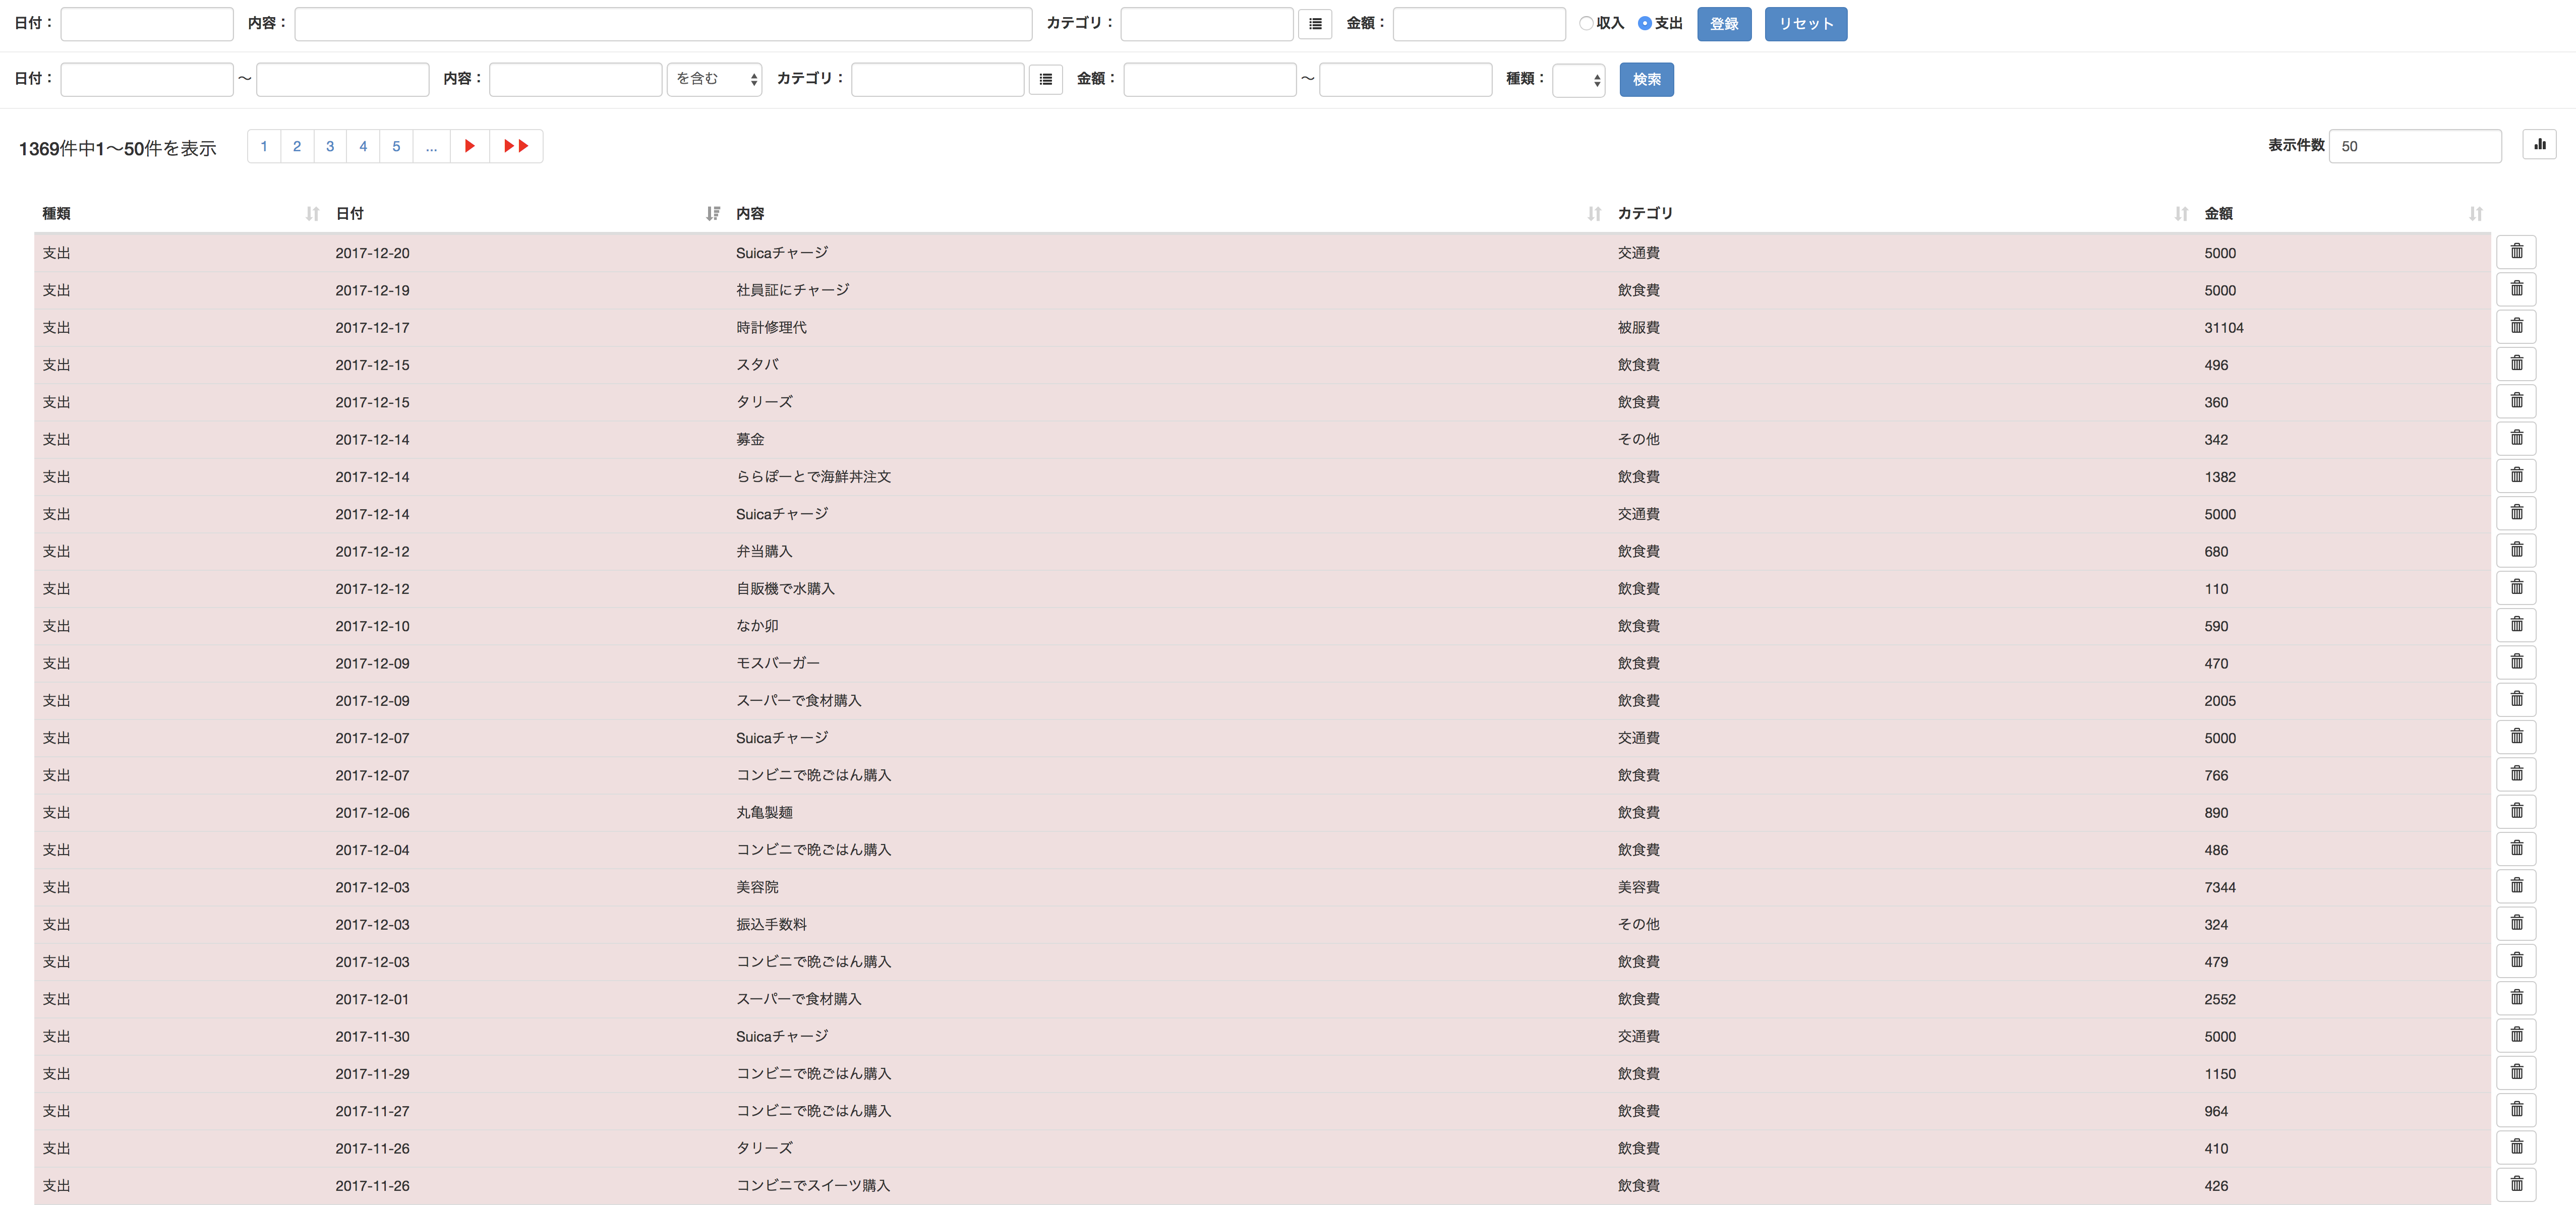 日付： 内容： カテゴリ： 金額： 収入 支出 登録 リセット
日付： ～ 内容： を含む カテゴリ： 金額： ～ 種類： 検索
1369件中1～50件を表示 1 2 3 4 5 ... 表示件数 50
種類 日付 内容 カテゴリ 金額
支出 2017-12-20 Suicaチャージ 交通費 5000
支出 2017-12-19 社員証にチャージ 飲食費 5000
支出 2017-12-17 時計修理代 被服費 31104
支出 2017-12-15 スタバ 飲食費 496
支出 2017-12-15 タリーズ 飲食費 360
支出 2017-12-14 募金 その他 342
支出 2017-12-14 ららぽーとで海鮮丼注文 飲食費 1382
支出 2017-12-14 Suicaチャージ 交通費 5000
支出 2017-12-12 弁当購入 飲食費 680
支出 2017-12-12 自販機で水購入 飲食費 110
支出 2017-12-10 なか卯 飲食費 590
支出 2017-12-09 モスバーガー 飲食費 470
支出 2017-12-09 スーパーで食材購入 飲食費 2005
支出 2017-12-07 Suicaチャージ 交通費 5000
支出 2017-12-07 コンビニで晩ごはん購入 飲食費 766
支出 2017-12-06 丸亀製麺 飲食費 890
支出 2017-12-04 コンビニで晩ごはん購入 飲食費 486
支出 2017-12-03 美容院 美容費 7344
支出 2017-12-03 振込手数料 その他 324
支出 2017-12-03 コンビニで晩ごはん購入 飲食費 479
支出 2017-12-01 スーパーで食材購入 飲食費 2552
支出 2017-11-30 Suicaチャージ 交通費 5000
支出 2017-11-29 コンビニで晩ごはん購入 飲食費 1150
支出 2017-11-27 コンビニで晩ごはん購入 飲食費 964
支出 2017-11-26 タリーズ 飲食費 410
支出 2017-11-26 コンビニでスイーツ購入 飲食費 426